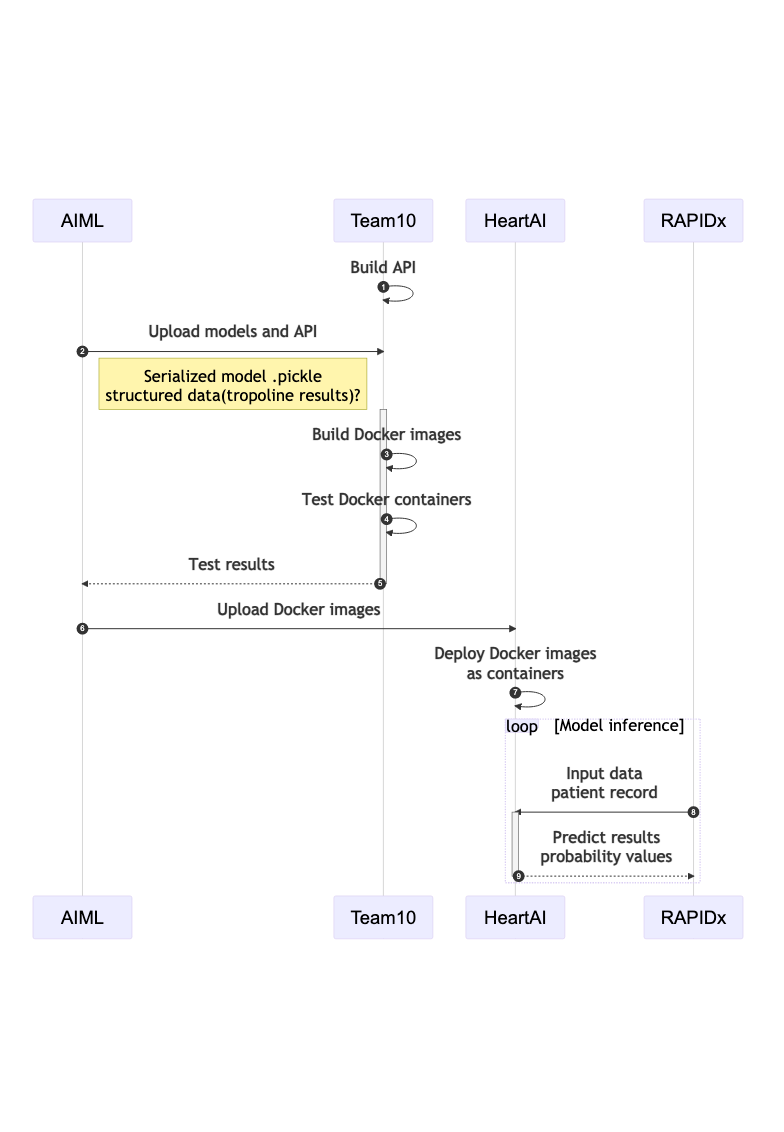 AIML
Team10
HeartAI
RAPIDx
Build API
1
Upload models and API
2
Serialized model .pickle
structured data(tropoline results)?
Build Docker images
3
Test Docker containers
4
Test results
5
Upload Docker images
6
Deploy Docker images
as containers
7
loop [Model inference]
Input data
patient record
8
Predict results
probability values
9
AIML
Team10
HeartAI
RAPIDx